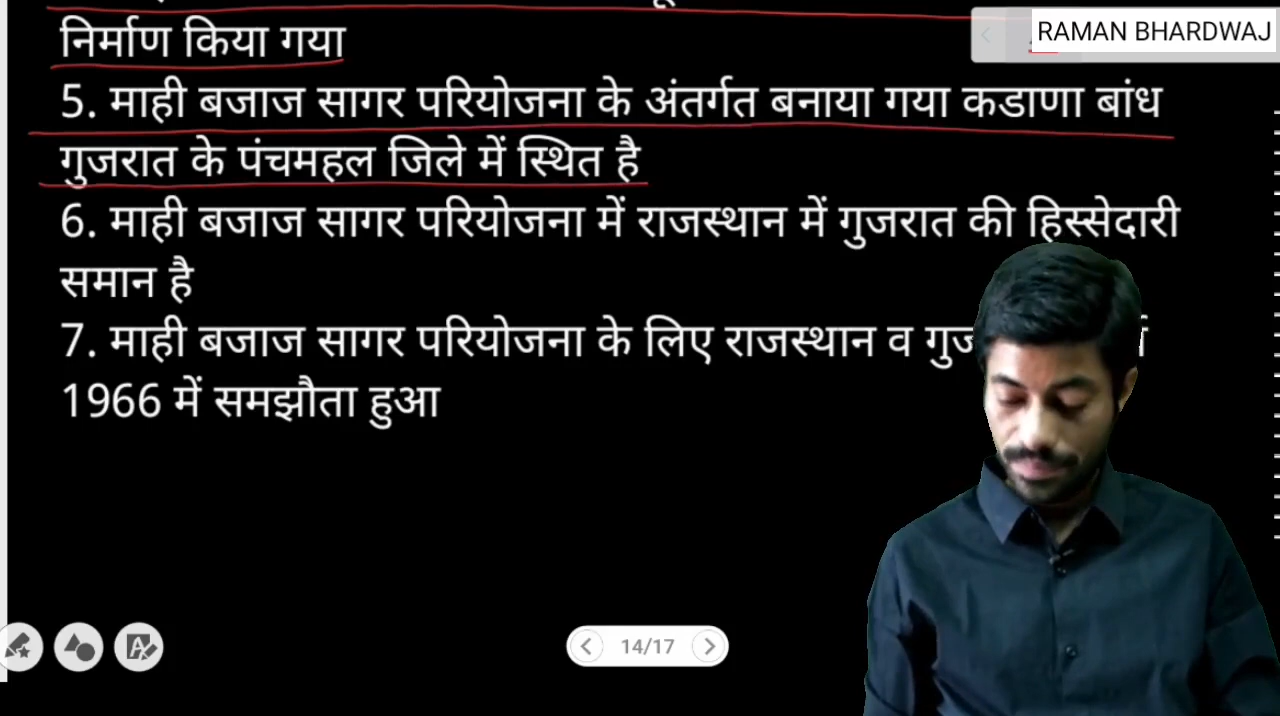 RAMAN BHARDWAJ
निर्माण किया गया
5. माही बजाज सागर परियोजना के अंतर्गत बनाया गया कडाणा बांध
गुजरात के पंचमहल जिले में स्थित है
6. माही बजाज सागर परियोजना में राजस्थान में गुजरात की हिस्सेदारी
समान है
7. माही बजाज सागर परियोजना के लिए राजस्थान व
1966 में समझौता हुआ
14/17